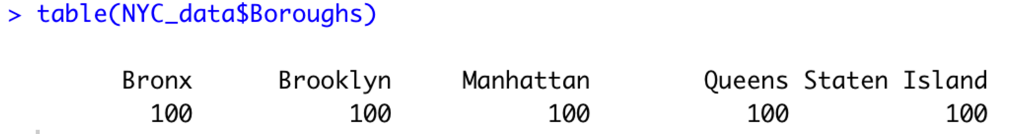 > table(NYC_data$Boroughs)
Bronx Brooklyn Manhattan Queens Staten Island
100 100 100 100 100